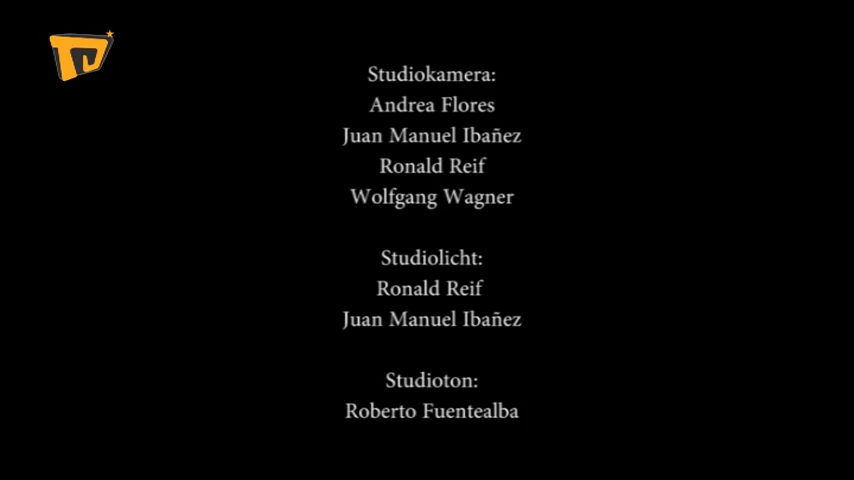 Studiokamera:
Andrea Flores
Juan Manuel Ibañez
Ronald Reif
Wolfgang Wagner
Studiolicht:
Ronald Reif
Juan Manuel Ibañez
Studioton:
Roberto Fuentealba